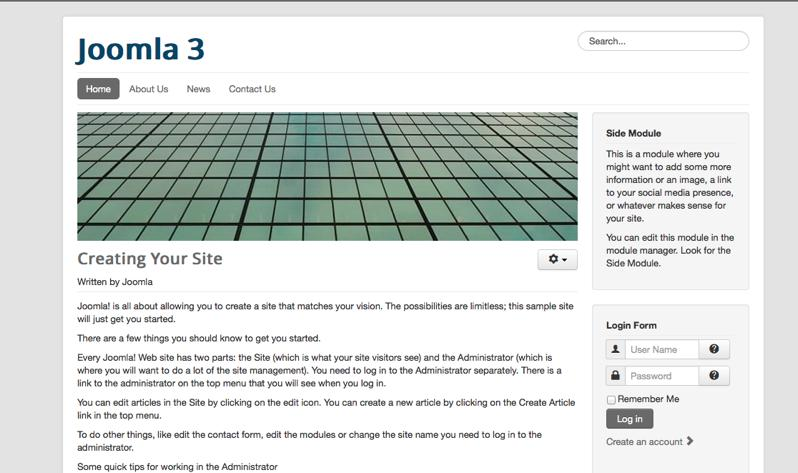 Joomla 3
Search...
Home About Us News Contact Us
Creating Your Site
Written by Joomla
Joomla! is all about allowing you to create a site that matches your vision. The possibilities are limitless; this sample site
will just get you started.
There are a few things you should know to get you started.
Every Joomla! Web site has two parts: the Site (which is what your site visitors see) and the Administrator (which is
where you will want to do a lot of the site management). You need to log in to the Administrator separately. There is a
link to the administrator on the top menu that you will see when you log in.
You can edit articles in the Site by clicking on the edit icon. You can create a new article by clicking on the Create Article
link in the top menu.
To do other things, like edit the contact form, edit the modules or change the site name you need to log in to the
administrator.
Some quick tips for working in the Administrator
Side Module
This is a module where you
might want to add some more
information or an image, a link
to your social media presence,
or whatever makes sense for
your site.
You can edit this module in the
module manager. Look for the
Side Module.
Login Form
User Name
Password
Remember Me
Log in
Create an account